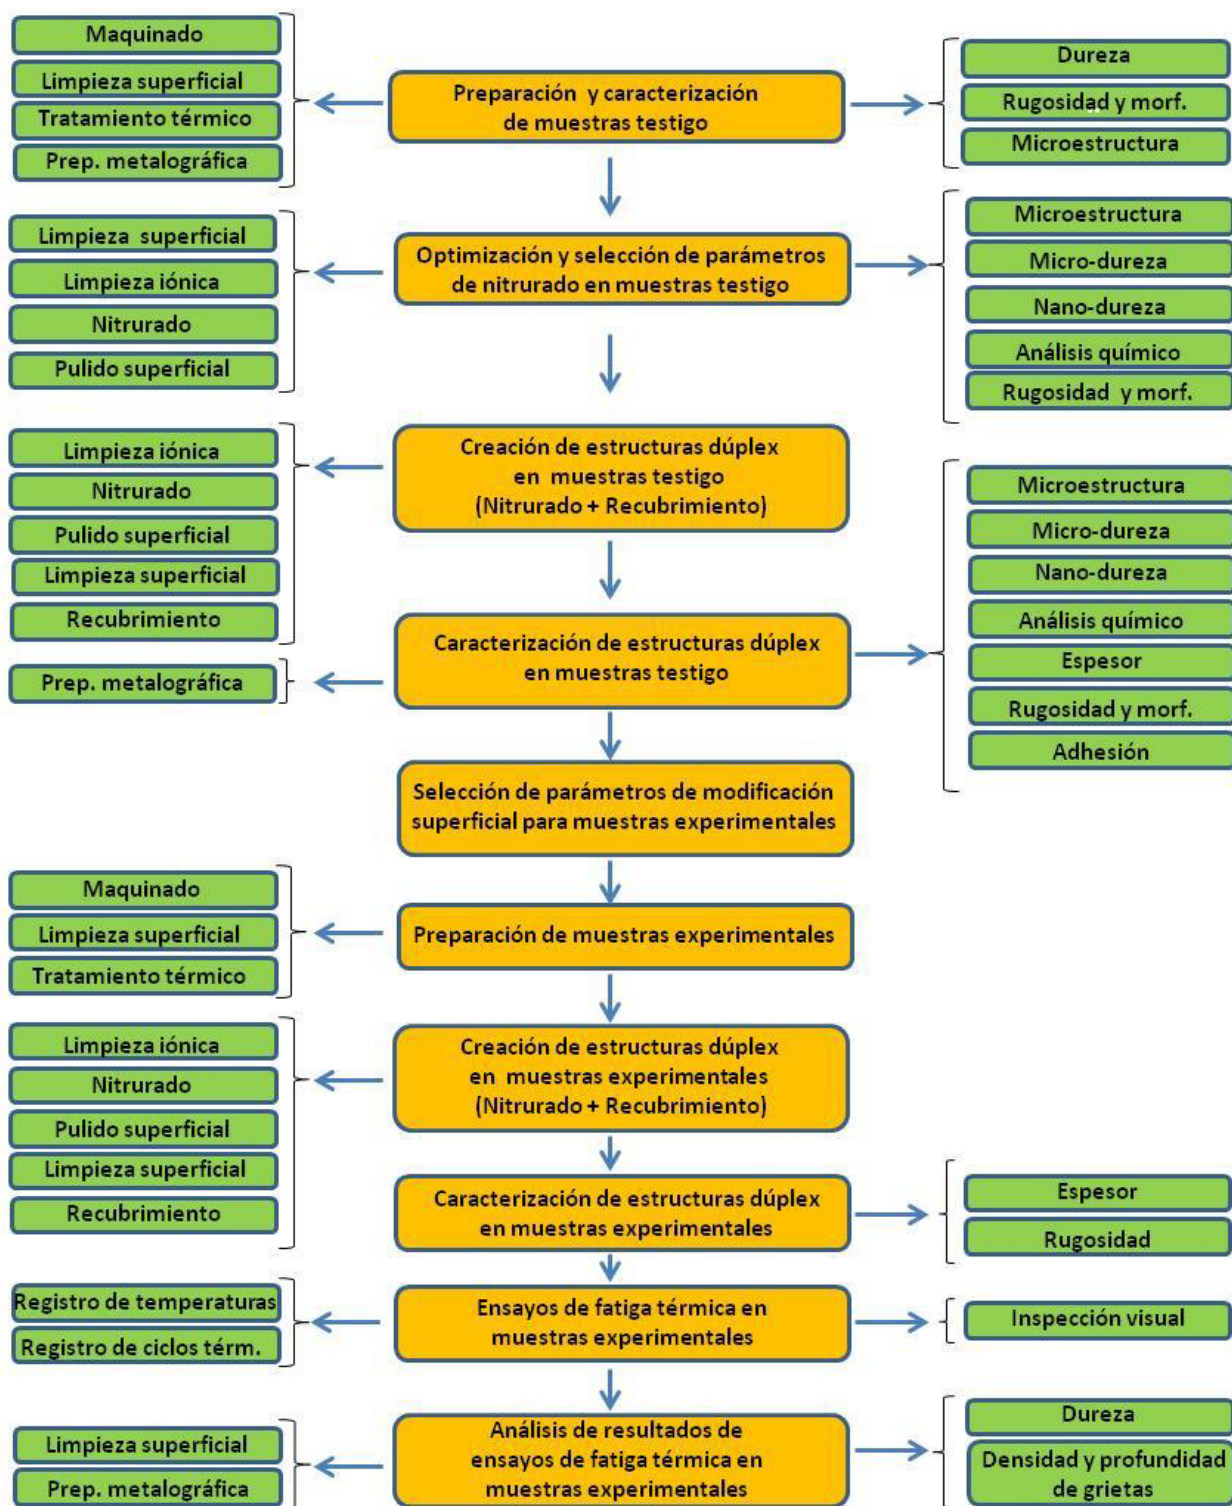 Maquinado
Limpieza superficial
Tratamiento térmico
Prep. metalográfica
Preparación y caracterización
de muestras testigo
Dureza
Rugosidad y morf.
Microestructura
Limpieza superficial
Limpieza iónica
Nitrurado
Pulido superficial
Optimización y selección de parámetros
de nitrurado en muestras testigo
Microestructura
Micro-dureza
Nano-dureza
Análisis químico
Rugosidad y morf.
Limpieza iónica
Nitrurado
Pulido superficial
Limpieza superficial
Recubrimiento
Creación de estructuras dúplex
en muestras testigo
(Nitrurado + Recubrimiento)
Prep. metalográfica
Caracterización de estructuras dúplex
en muestras testigo
Microestructura
Micro-dureza
Nano-dureza
Análisis químico
Espesor
Rugosidad y morf.
Adhesión
Selección de parámetros de modificación
superficial para muestras experimentales
Maquinado
Limpieza superficial
Tratamiento térmico
Preparación de muestras experimentales
Limpieza iónica
Nitrurado
Pulido superficial
Limpieza superficial
Recubrimiento
Creación de estructuras dúplex
en muestras experimentales
(Nitrurado + Recubrimiento)
Caracterización de estructuras dúplex
en muestras experimentales
Espesor
Rugosidad
Registro de temperaturas
Registro de ciclos térm.
Ensayos de fatiga térmica en
muestras experimentales
Inspección visual
Limpieza superficial
Prep. metalográfica
Análisis de resultados de
ensayos de fatiga térmica en
muestras experimentales
Dureza
Densidad y profundidad
de grietas